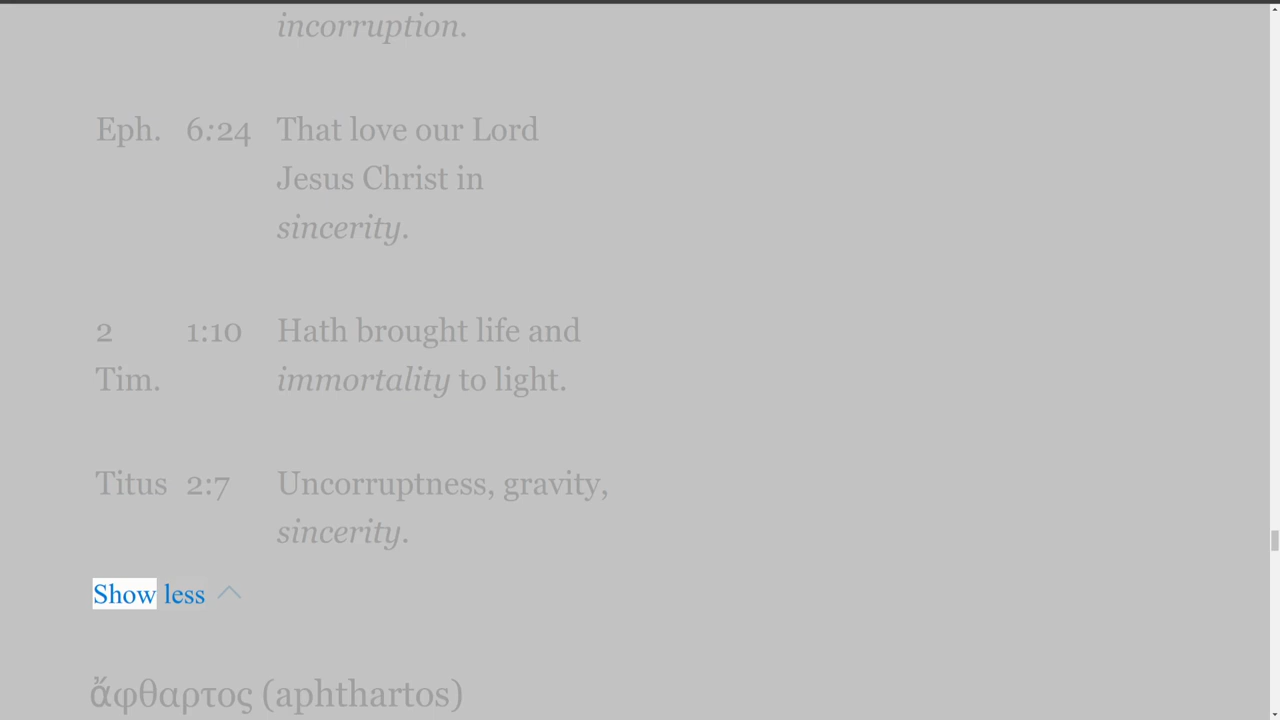 incorruption.
Eph. 6:24 That love our Lord
Jesus Christ in
sincerity.
2 1:10 Hath brought life and
Tim. immortality to light.
Titus 2:7 Uncorruptness, gravity,
sincerity.
Show less
ἄφθαρτος (aphthartos)